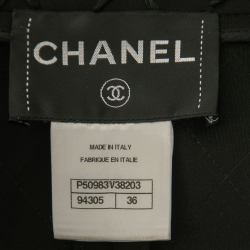 CHANEL
MADE IN ITALY
FABRIQUE EN ITALIE
P50983V38203
94305 36